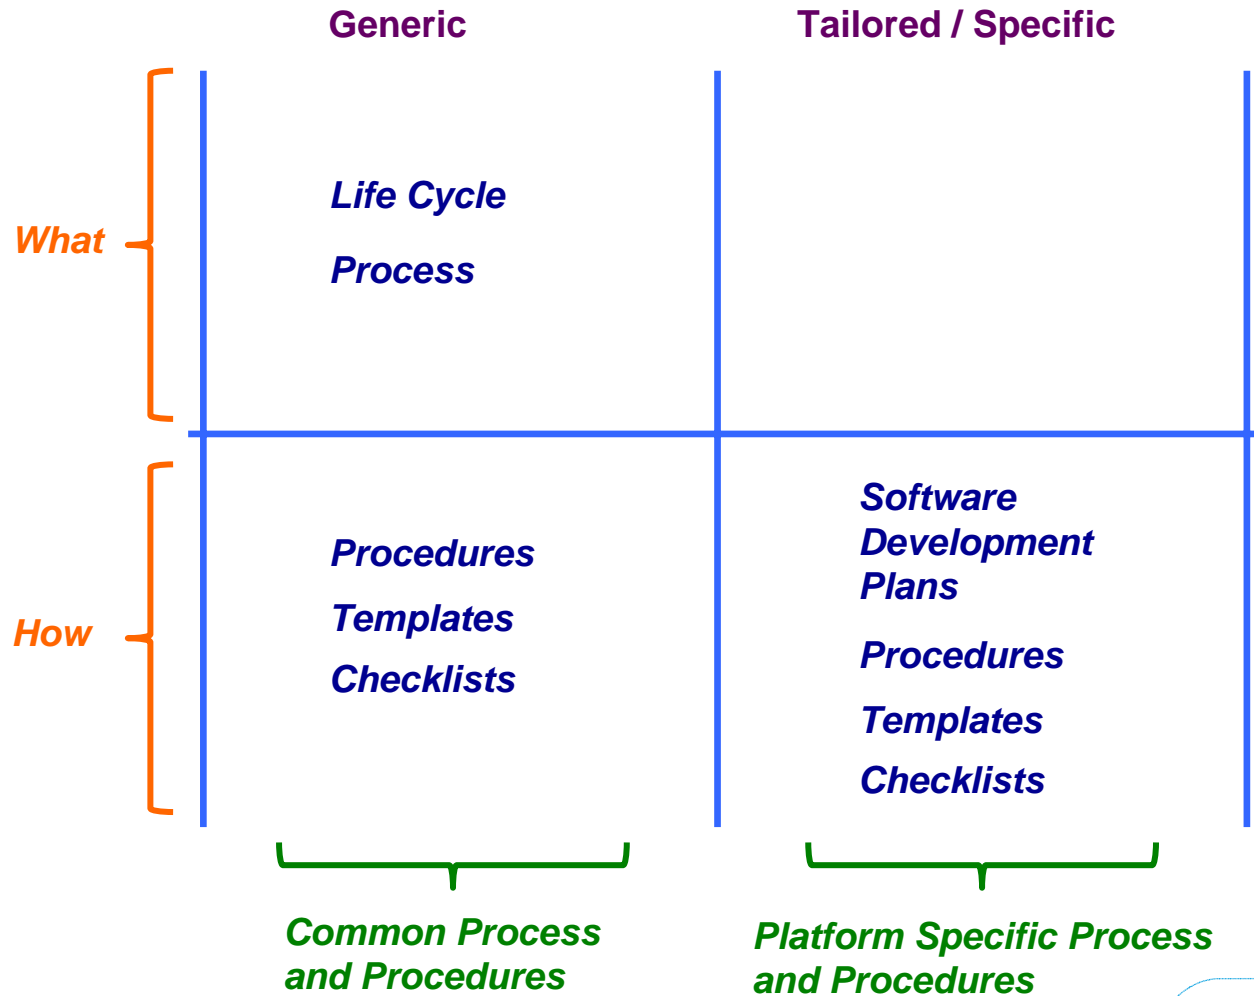 Generic
Tailored / Specific
What
Life Cycle
Process
How
Procedures
Templates
Checklists
Software
Development
Plans
Procedures
Templates
Checklists
Common Process
and Procedures
Platform Specific Process
and Procedures